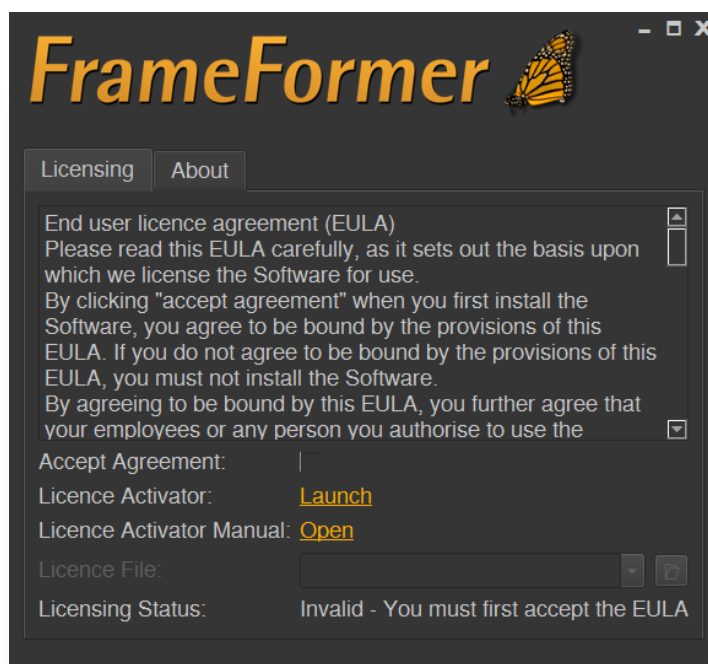 FrameFormer
Licensing
About
End user licence agreement (EULA)
Please read this EULA carefully, as it sets out the basis upon
which we license the Software for use.
By clicking "accept agreement" when you first install the
Software, you agree to be bound by the provisions of this
EULA. If you do not agree to be bound by the provisions of this
EULA, you must not install the Software.
By agreeing to be bound by this EULA, you further agree that
your employees or any person you authorise to use the
Accept Agreement:
Licence Activator: Launch
Licence Activator Manual: Open
Licence File:
Licensing Status: Invalid - You must first accept the EULA